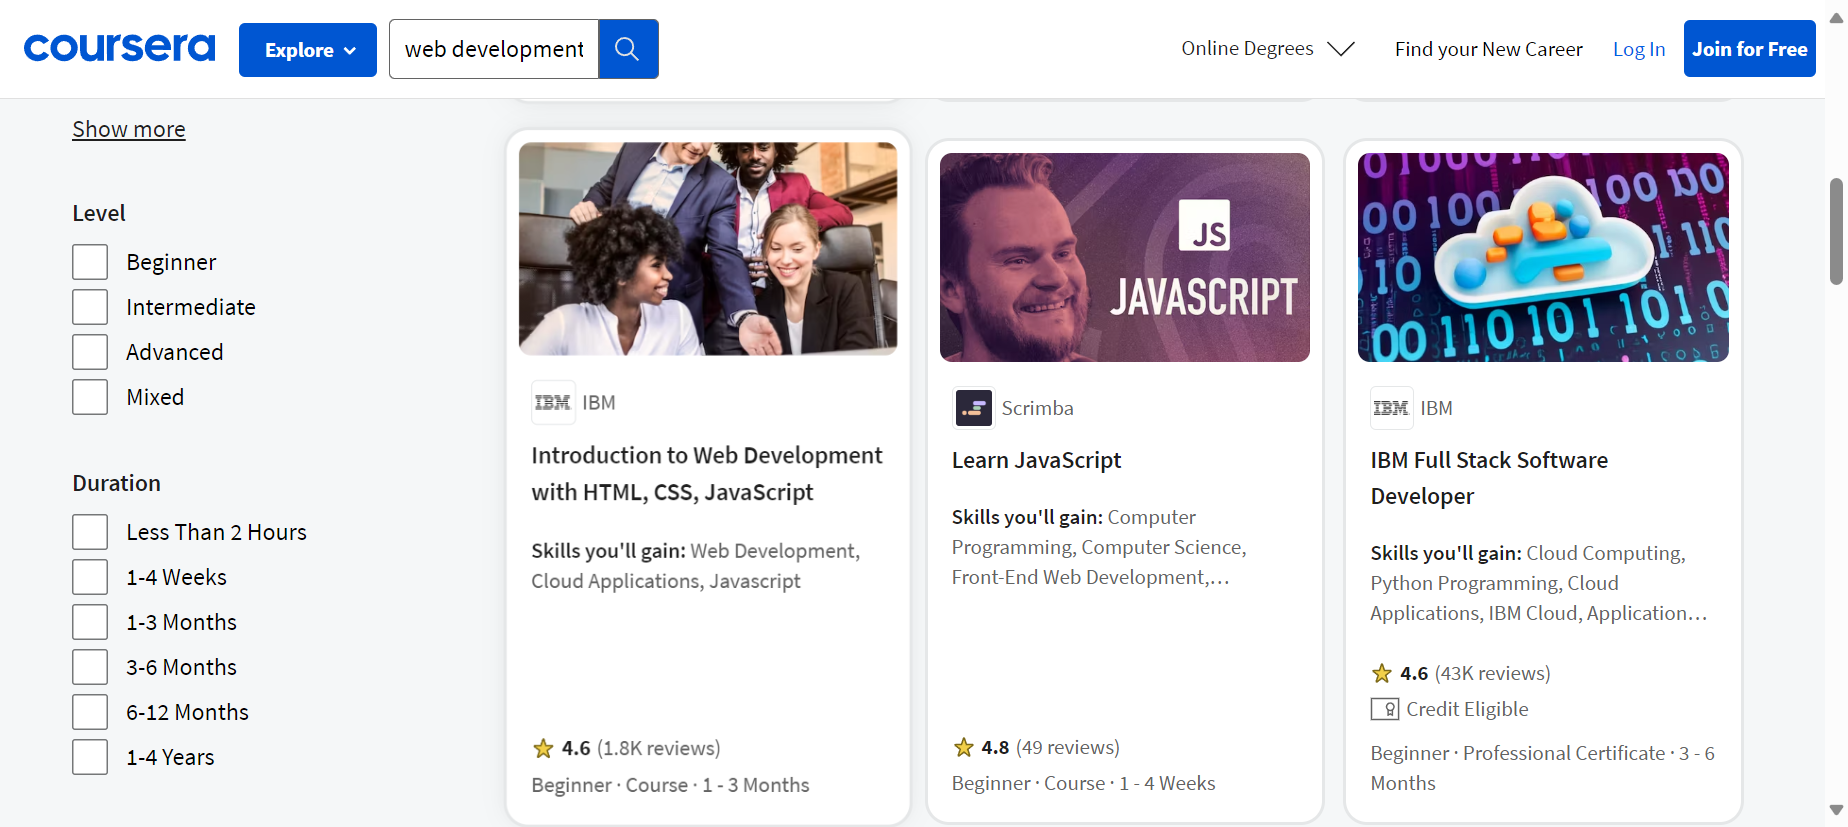 coursera
Explore
web development
Online Degrees
Find your New Career
Log In
Join for Free
Show more
Level
Beginner
Intermediate
Advanced
Mixed
Duration
Less Than 2 Hours
1-4 Weeks
1-3 Months
3-6 Months
6-12 Months
1-4 Years
IBM IBM
Introduction to Web Development
with HTML, CSS, JavaScript
Skills you'll gain: Web Development,
Cloud Applications, Javascript
4.6 (1.8K reviews)
Beginner · Course · 1 - 3 Months
JS
JAVASCRIPT
Scrimba
Learn JavaScript
Skills you'll gain: Computer
Programming, Computer Science,
Front-End Web Development,...
4.8 (49 reviews)
Beginner · Course · 1 - 4 Weeks
IBM IBM
IBM Full Stack Software
Developer
Skills you'll gain: Cloud Computing,
Python Programming, Cloud
Applications, IBM Cloud, Application...
4.6 (43K reviews)
Credit Eligible
Beginner · Professional Certificate · 3 - 6
Months